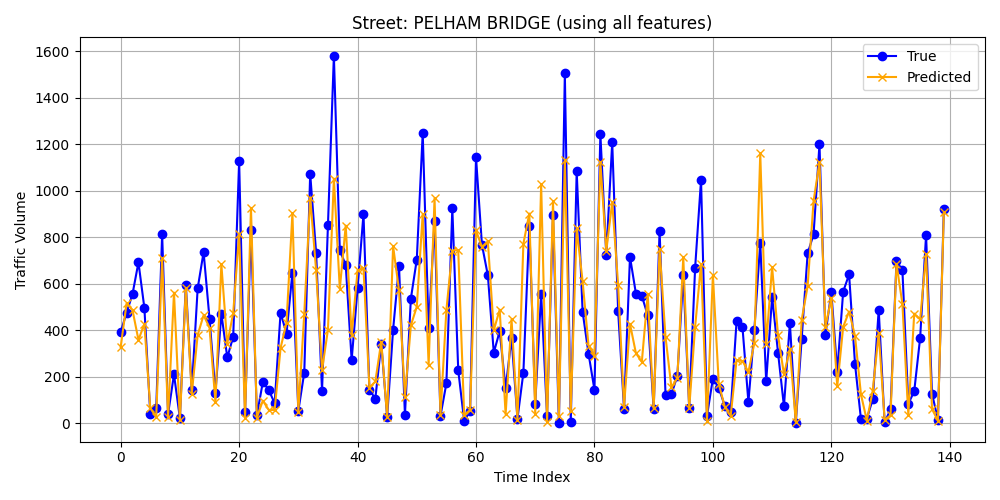 Street: PELHAM BRIDGE (using all features)
True
Predicted
Traffic Volume
1600
1400
1200
1000
800
600
400
200
0
0 20 40 60 80 100 120 140
Time Index